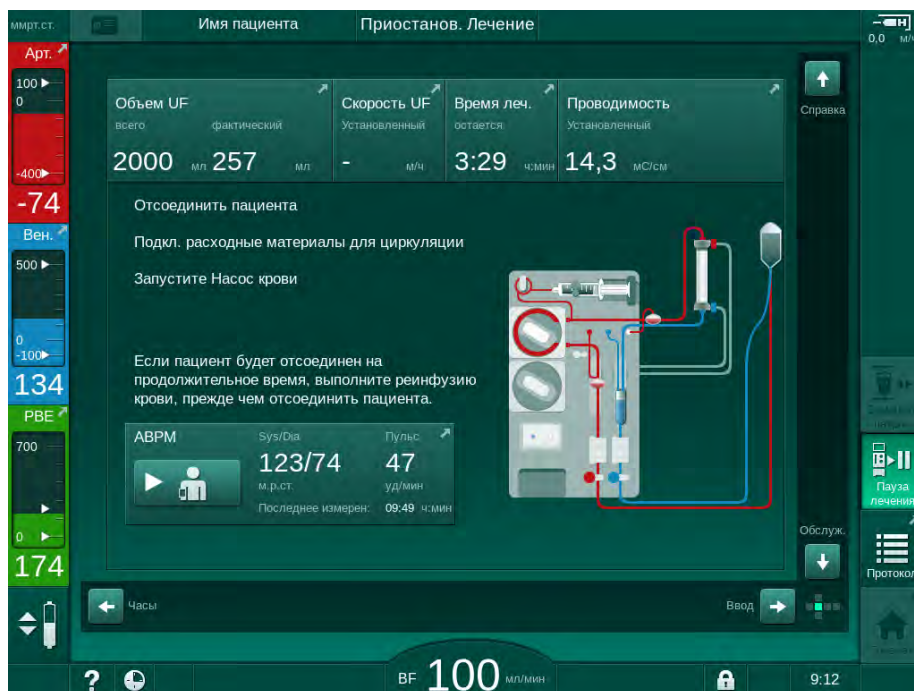 ммрт.ст.
Имя пациента
Приостанов. Лечение
0,0 м/ч
Арт.
100
0
-400
-74
Вен.
500
0
-100
134
PBE
700
0
174
Объем UF
всего фактический
2000 мл 257 мл
Скорость UF
Установленный
- м/ч
Время леч.
остается
3:29 ч:мин
Проводимость
Установленный
14,3 мС/см
Справка
Отсоединить пациента
Подкл. расходные материалы для циркуляции
Запустите Насос крови
Если пациент будет отсоединен на
продолжительное время, выполните реинфузию
крови, прежде чем отсоединить пациента.
ABPM
Sys/Dia Пульс
123/74 47
м.р.ст. уд/мин
Последнее измерен: 09:49 ч:мин
Обслуж.
Пауза
лечения
Протокол
Часы
Ввод
? BF 100 мл/мин 9:12